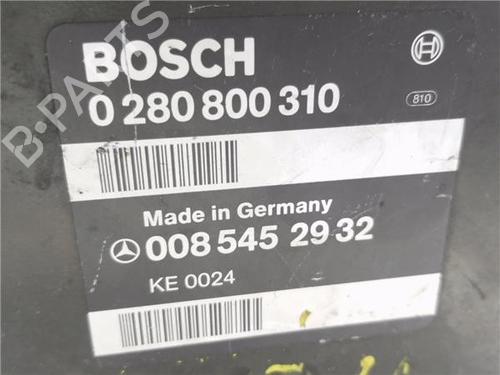 B-PARTS
BOSCH
0 280 800 310
810
Made in Germany
008 545 29 32
KE 0024